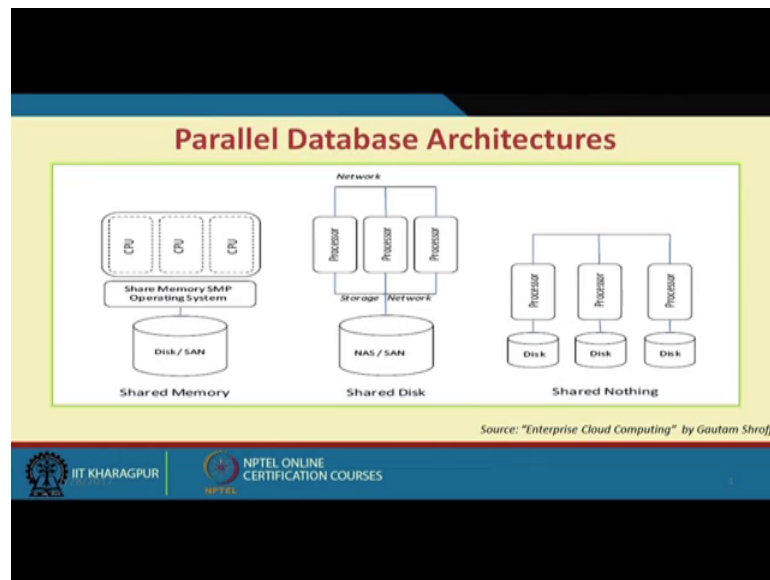 Parallel Database Architectures
CPU
CPU
CPU
Share Memory SMP
Operating System
Disk/SAN
Shared Memory
Network
Processor
Processor
Processor
Storage Network
NAS/SAN
Shared Disk
Processor
Processor
Processor
Disk
Disk
Disk
Shared Nothing
Source: "Enterprise Cloud Computing" by Gautam Shroff
IIT KHARAGPUR
NPTEL
NPTEL ONLINE
CERTIFICATION COURSES